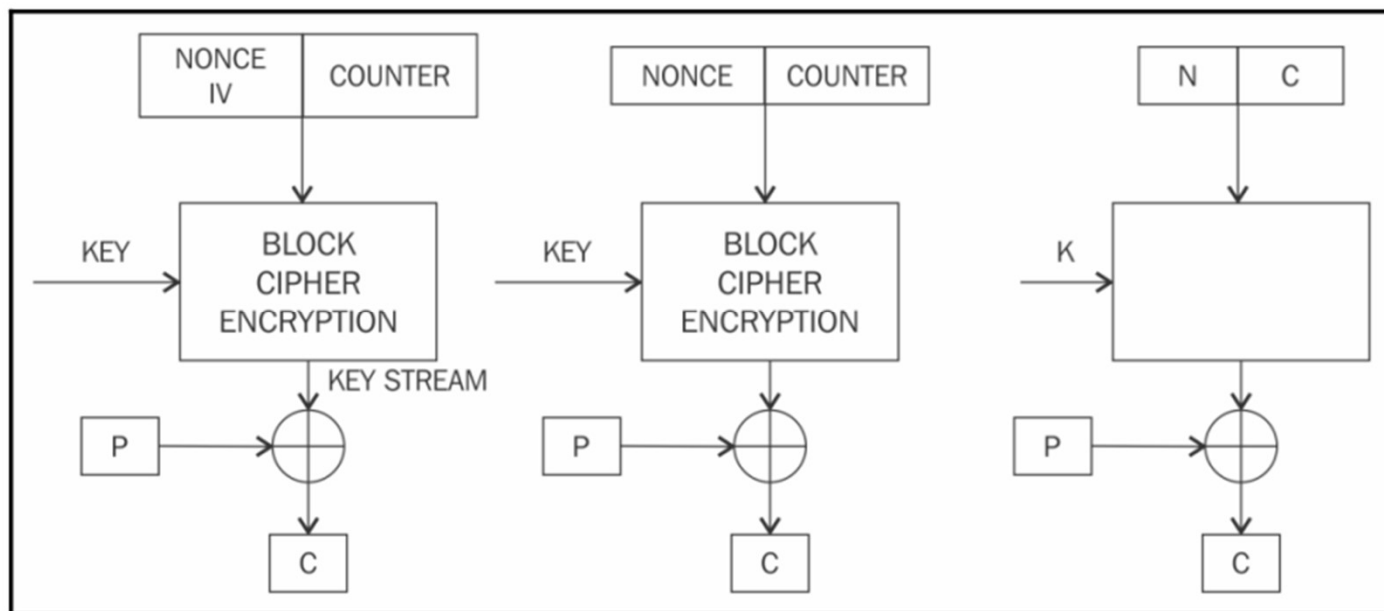 NONCE
IV
COUNTER
NONCE
COUNTER
N
C
KEY
BLOCK
CIPHER
ENCRYPTION
KEY
BLOCK
CIPHER
ENCRYPTION
K
KEY STREAM
P
P
P
C
C
C